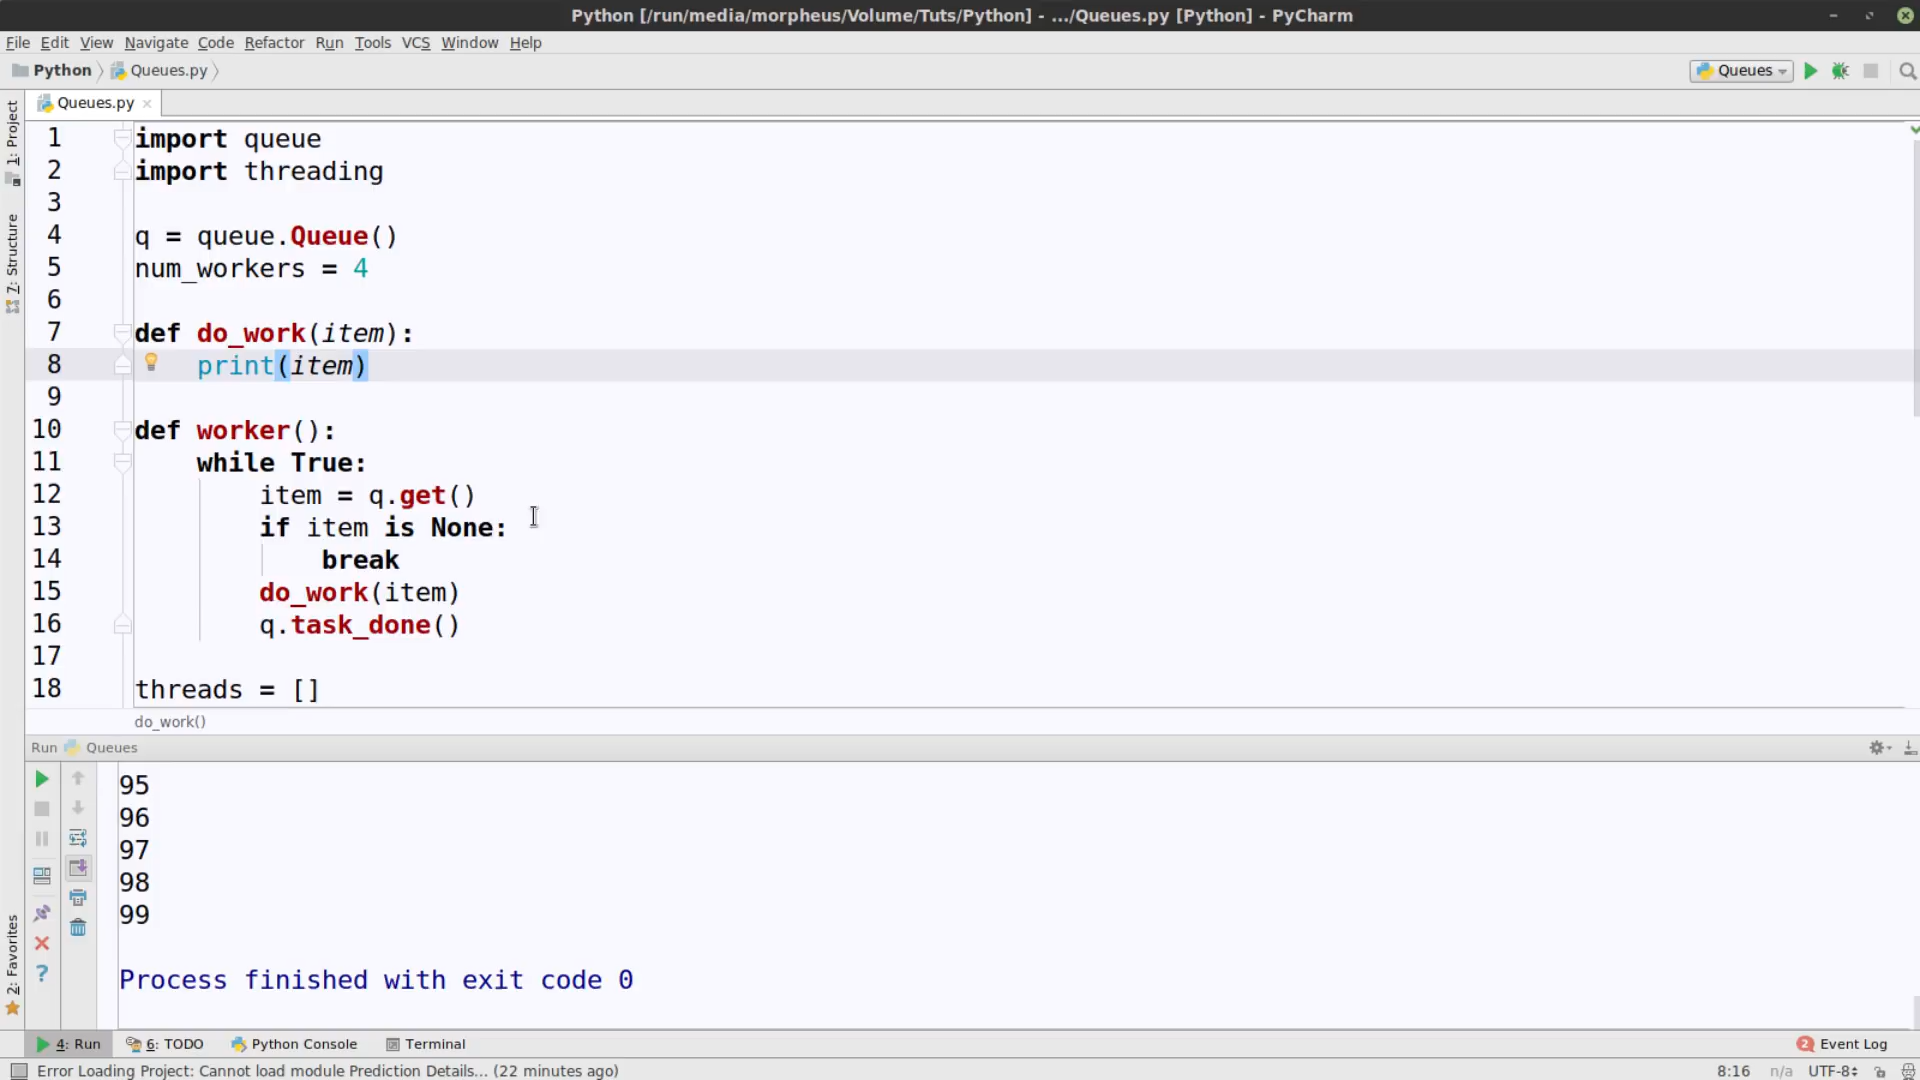 Python [/run/media/morpheus/Volume/Tuts/Python] - .../Queues.py [Python] - PyCharm
File Edit View Navigate Code Refactor Run Tools VCS Window Help
Python Queues.py Queues
Queues.py
1: Project
7: Structure
2: Favorites
1 import queue
2 import threading
3
4 q = queue.Queue()
5 num_workers = 4
6
7 def do_work(item):
8     print(item)
9
10 def worker():
11     while True:
12         item = q.get()
13         if item is None:
14             break
15         do_work(item)
16         q.task_done()
17
18 threads = []
do_work()
Run Queues
95
96
97
98
99
Process finished with exit code 0
4: Run 6: TODO Python Console Terminal 2 Event Log
Error Loading Project: Cannot load module Prediction Details... (22 minutes ago) 8:16 n/a UTF-8